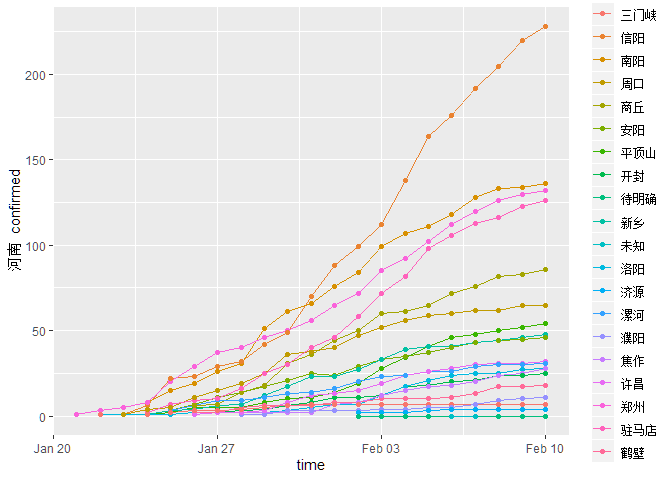 200
150
100
50
0
河南 confirmed
Jan 20
Jan 27
Feb 03
Feb 10
time
三门峡
信阳
南阳
周口
商丘
安阳
平顶山
开封
待明确
新乡
未知
洛阳
济源
漯河
濮阳
焦作
许昌
郑州
驻马店
鹤壁